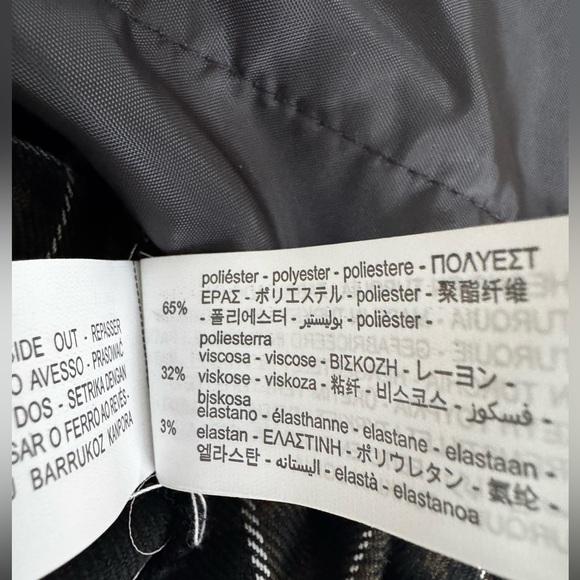 SIDE OUT - REPASSER
O AVESSO - PRASOWAĆ
DOS - SETRIKA DENGAN
SAR O FERRO AO REVÉS -
U BARRUKOZ KANPORA
65% poliéster - polyester - poliestere - ΠΟΛΥΕΣΤ
ΕΡΑΣ - ポリエステル - poliester - 聚酯纤维
- 폴리에스터 - بوليستير - polièster -
poliesterra
32% viscosa - viscose - ΒΙΣΚΟΖΗ - レーヨン -
viskose - viskoza - 粘纤 - 비스코스 - فسكوز -
biskosa
3% elastano - élasthanne - elastane - elastaan -
elastan - ΕΛΑΣΤΙΝΗ - ポリウレタン - 氨纶 -
엘라스탄 - اليستانه - elastà - elastanoa